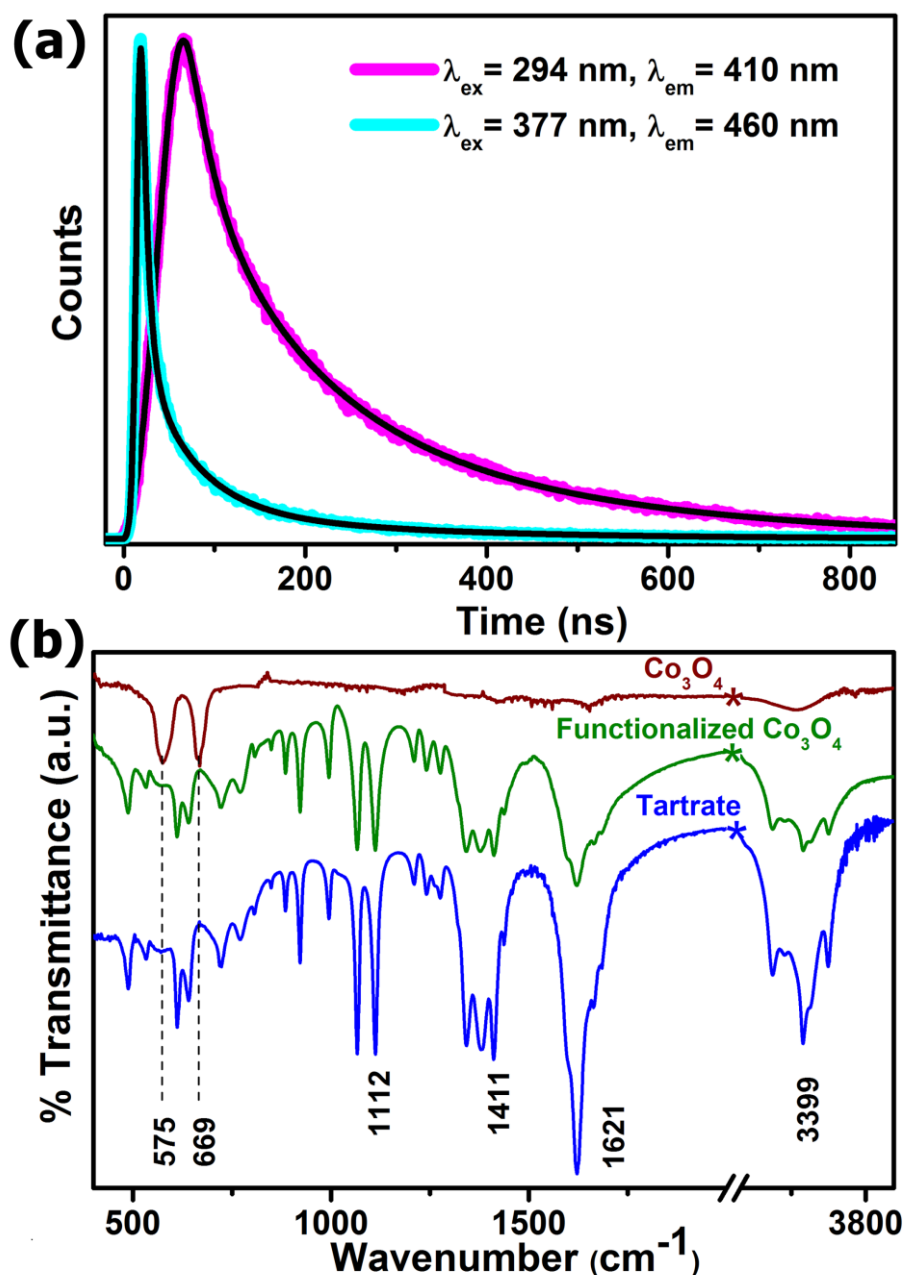 (a)
λex= 294 nm, λem= 410 nm
λex= 377 nm, λem= 460 nm
Counts
0 200 400 600 800
Time (ns)
(b)
Co3O4
Functionalized Co3O4
Tartrate
% Transmittance (a.u.)
575 669 1112 1411 1621 3399
500 1000 1500 3800
Wavenumber (cm-1)